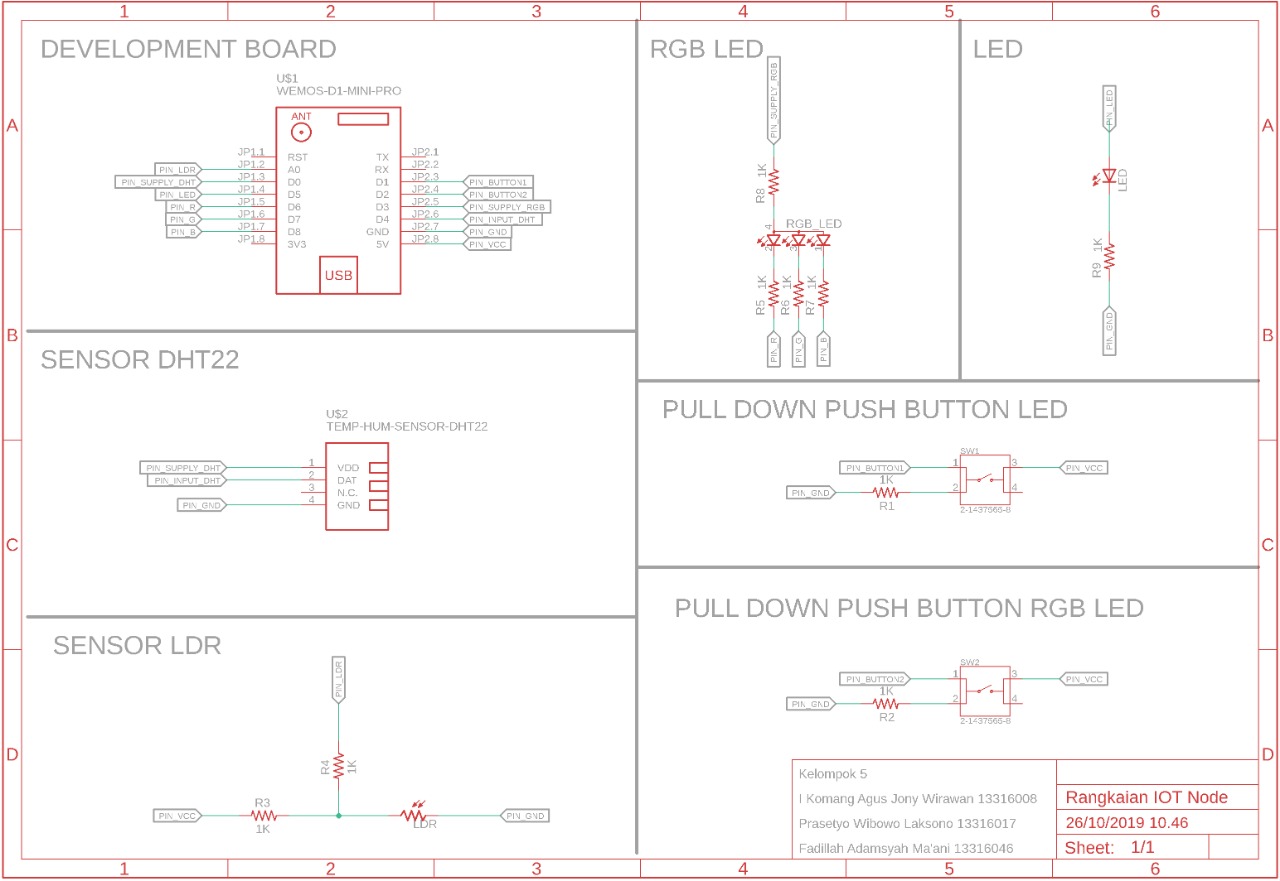 1 2 3 4 5 6
DEVELOPMENT BOARD
U$1
WEMOS-D1-MINI-PRO
ANT
JP1.1 RST TX JP2.1
PIN_LDR JP1.2 A0 RX JP2.2
PIN_SUPPLY_DHT JP1.3 D0 D1 JP2.3 PIN_BUTTON1
PIN_LED JP1.4 D5 D2 JP2.4 PIN_BUTTON2
PIN_R JP1.5 D6 D3 JP2.5 PIN_SUPPLY_RGB
PIN_G JP1.6 D7 D4 JP2.6 PIN_INPUT_DHT
PIN_B JP1.7 D8 GND JP2.7 PIN_GND
JP1.8 3V3 5V JP2.8 PIN_VCC
USB
RGB LED
PIN_SUPPLY_RGB
R8 1K
4 RGB_LED
2 3 1
R5 1K R6 1K R7 1K
PIN_R PIN_G PIN_B
LED
PIN_LED
LED
R9 1K
PIN_GND
SENSOR DHT22
U$2
TEMP-HUM-SENSOR-DHT22
PIN_SUPPLY_DHT 1 VDD
PIN_INPUT_DHT 2 DAT
3 N.C.
PIN_GND 4 GND
PULL DOWN PUSH BUTTON LED
SW1
PIN_BUTTON1 1 3 PIN_VCC
1K
PIN_GND 2 4
R1
2-1437565-8
PULL DOWN PUSH BUTTON RGB LED
SW2
PIN_BUTTON2 1 3 PIN_VCC
1K
PIN_GND 2 4
R2
2-1437565-8
SENSOR LDR
PIN_LDR
R4 1K
R3
PIN_VCC PIN_GND
1K LDR
Kelompok 5
I Komang Agus Jony Wirawan 13316008
Prasetyo Wibowo Laksono 13316017
Fadillah Adamsyah Ma'ani 13316046
Rangkaian IOT Node
26/10/2019 10.46
Sheet: 1/1
A A
B B
C C
D D
1 2 3 4 5 6